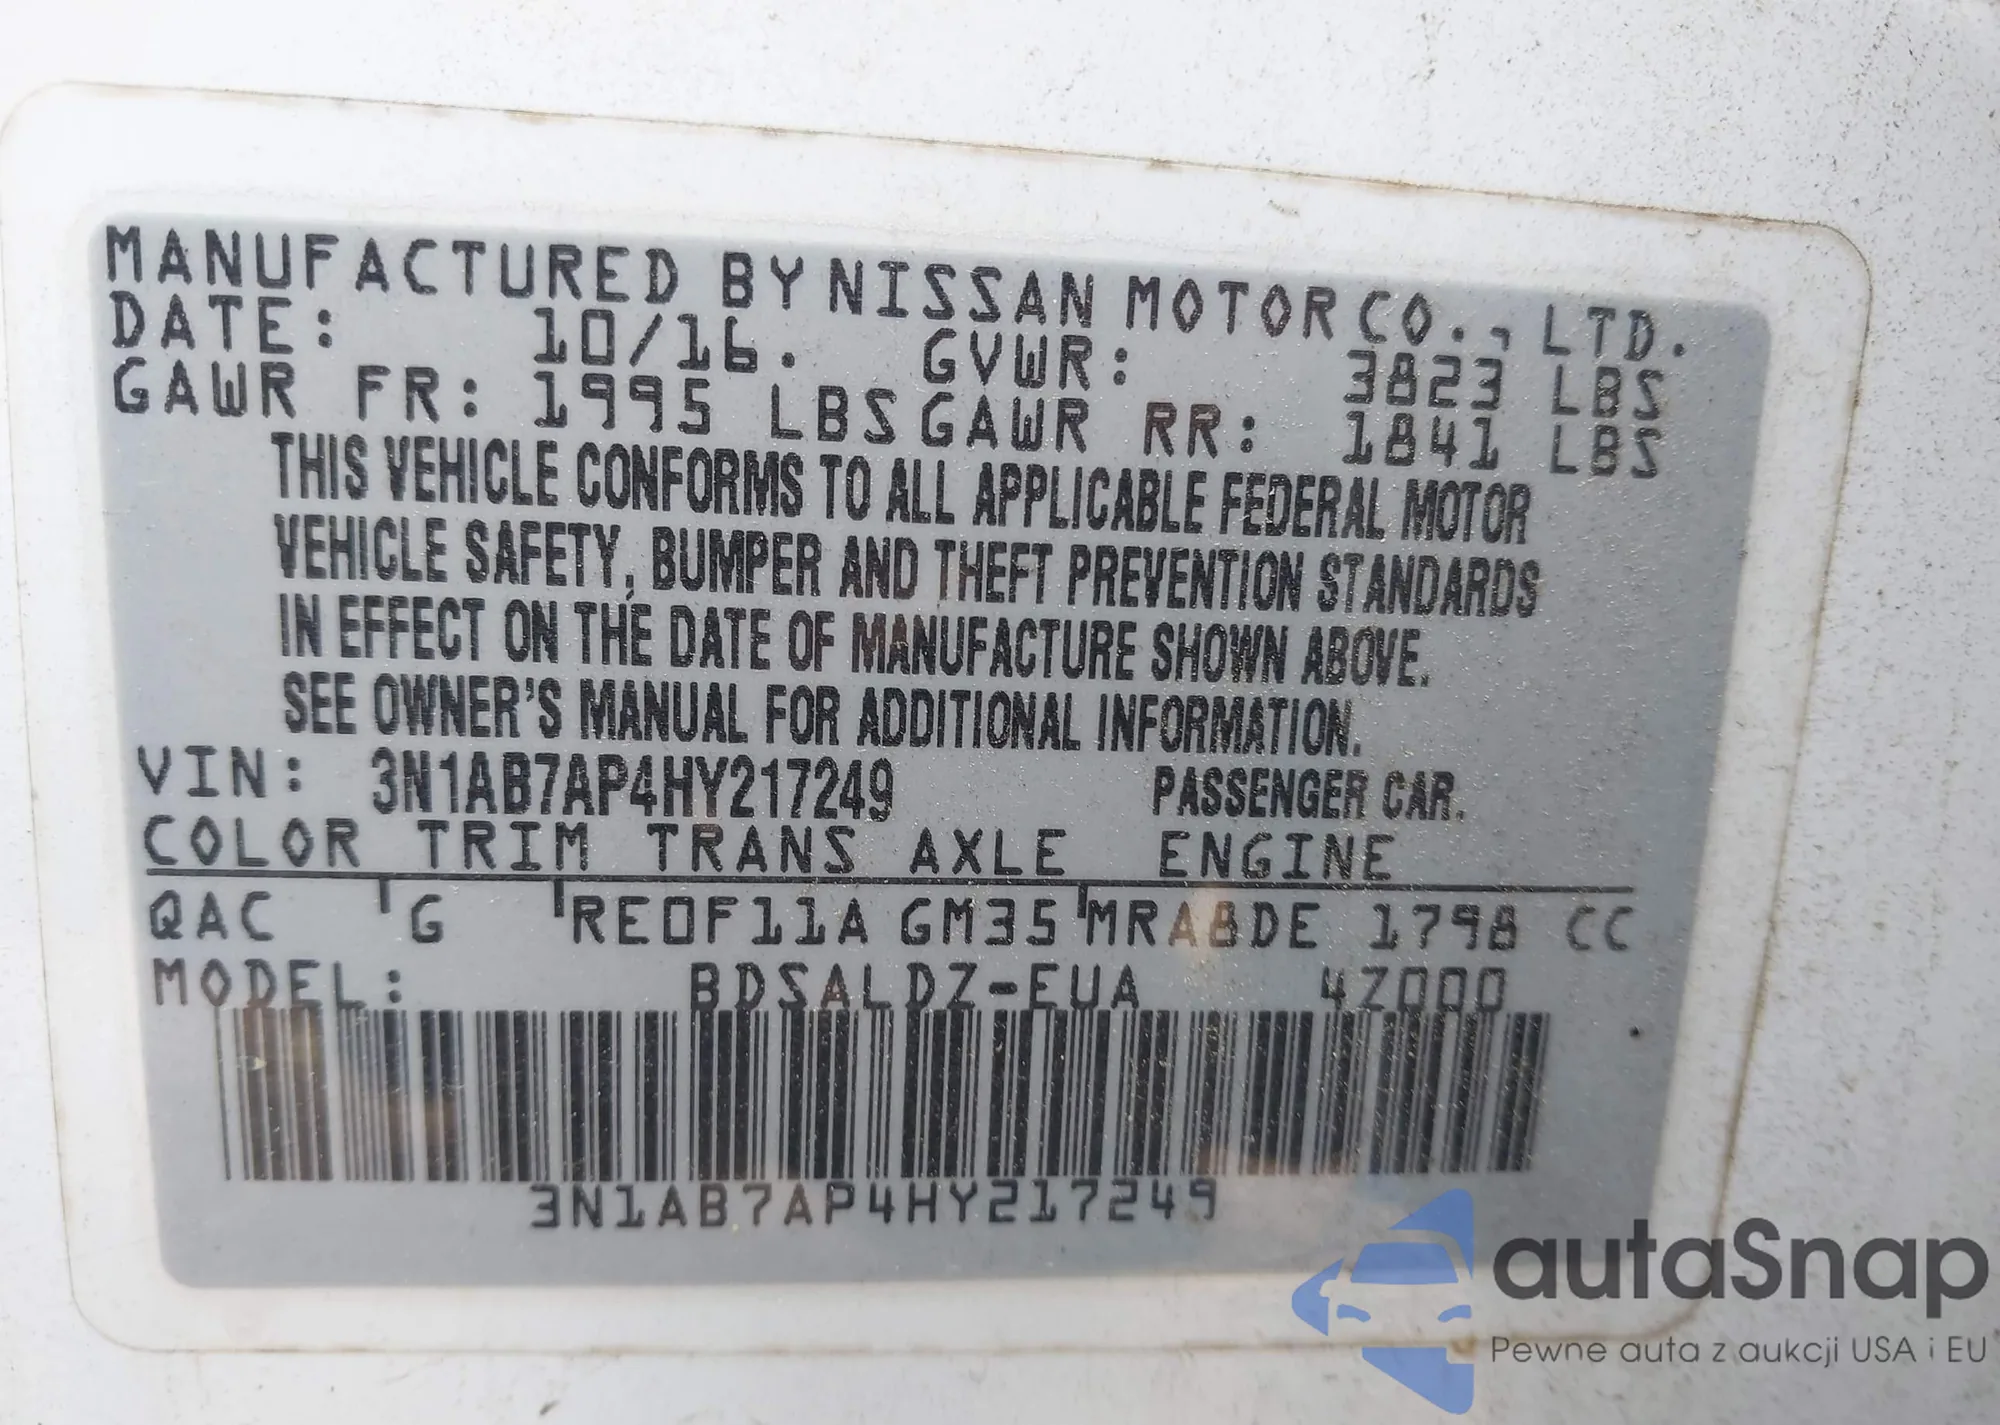 MANUFACTURED BY NISSAN MOTOR CO., LTD.
DATE: 10/16. GVWR: 3823 LBS
GAWR FR: 1995 LBS GAWR RR: 1841 LBS
THIS VEHICLE CONFORMS TO ALL APPLICABLE FEDERAL MOTOR
VEHICLE SAFETY, BUMPER AND THEFT PREVENTION STANDARDS
IN EFFECT ON THE DATE OF MANUFACTURE SHOWN ABOVE.
SEE OWNER'S MANUAL FOR ADDITIONAL INFORMATION.
VIN: 3N1AB7AP4HY217249 PASSENGER CAR.
COLOR TRIM TRANS AXLE ENGINE
QAC G RE0F11A GM35 MRA8DE 1798 CC
MODEL: BDSALDZ-EUA 4Z000
3N1AB7AP4HY217249
autaSnap
Pewne auta z aukcji USA i EU